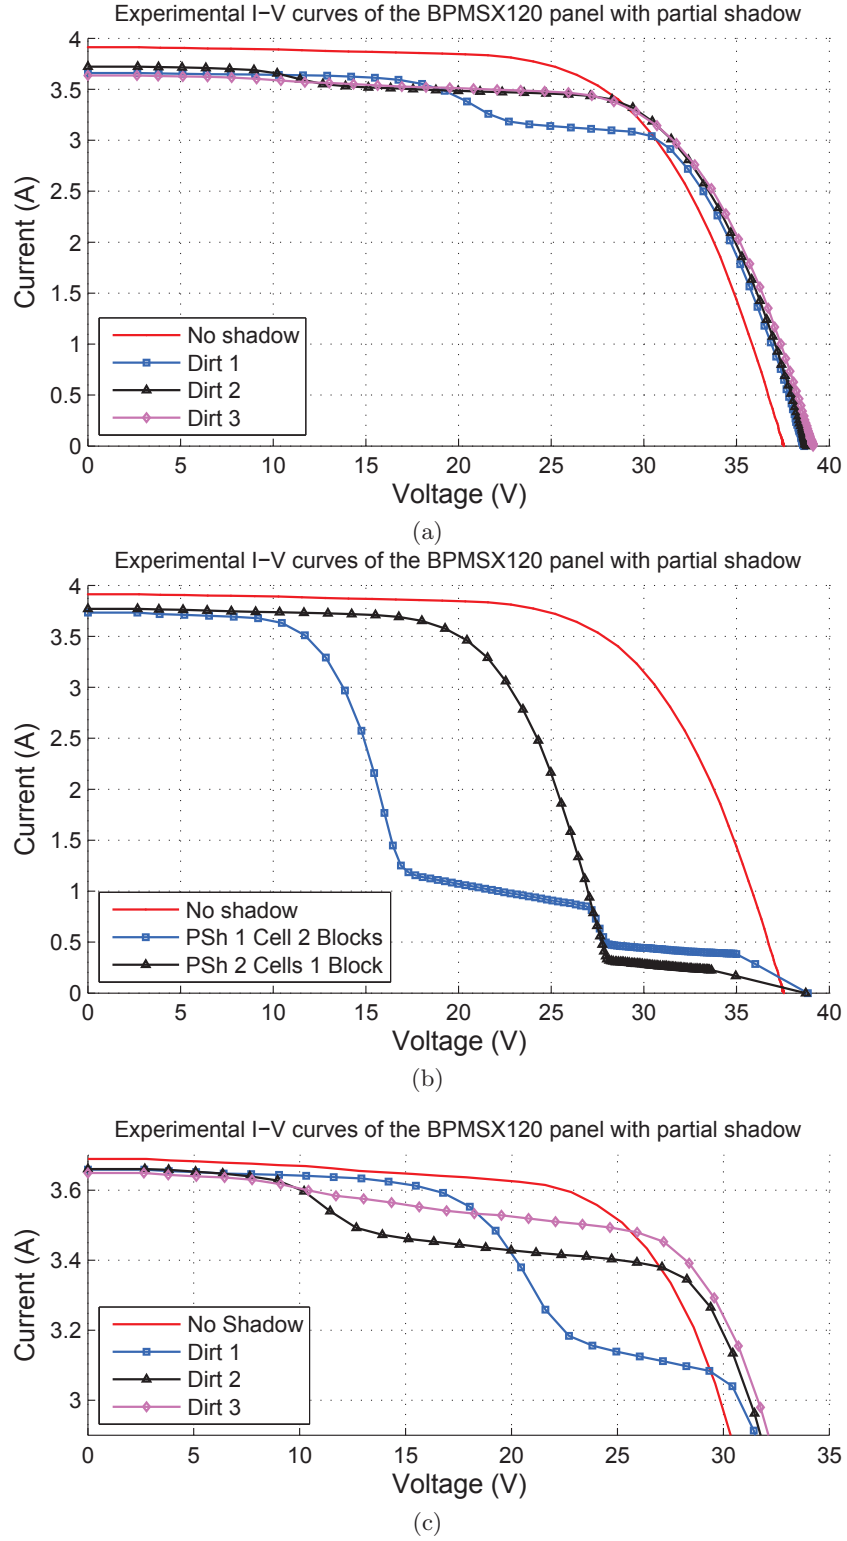 Experimental I−V curves of the BPMSX120 panel with partial shadow
4
3.5
3
2.5
2
1.5
1
0.5
0
Current (A)
No shadow
Dirt 1
Dirt 2
Dirt 3
0 5 10 15 20 25 30 35 40
Voltage (V)
(a)
Experimental I−V curves of the BPMSX120 panel with partial shadow
4
3.5
3
2.5
2
1.5
1
0.5
0
Current (A)
No shadow
PSh 1 Cell 2 Blocks
PSh 2 Cells 1 Block
0 5 10 15 20 25 30 35 40
Voltage (V)
(b)
Experimental I−V curves of the BPMSX120 panel with partial shadow
3.6
3.4
3.2
3
Current (A)
No Shadow
Dirt 1
Dirt 2
Dirt 3
0 5 10 15 20 25 30 35
Voltage (V)
(c)